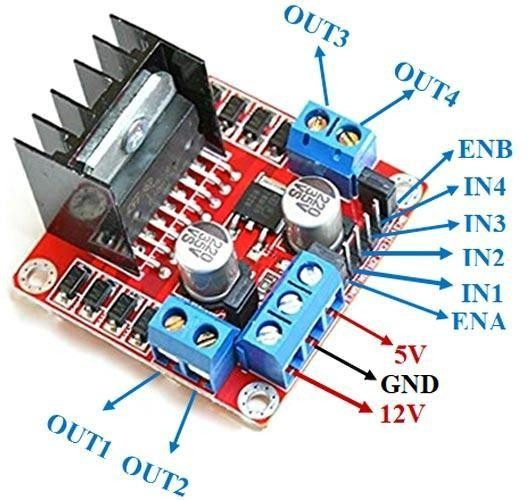 OUT3
OUT4
ENB
IN4
IN3
IN2
IN1
ENA
5V
GND
12V
OUT1
OUT2